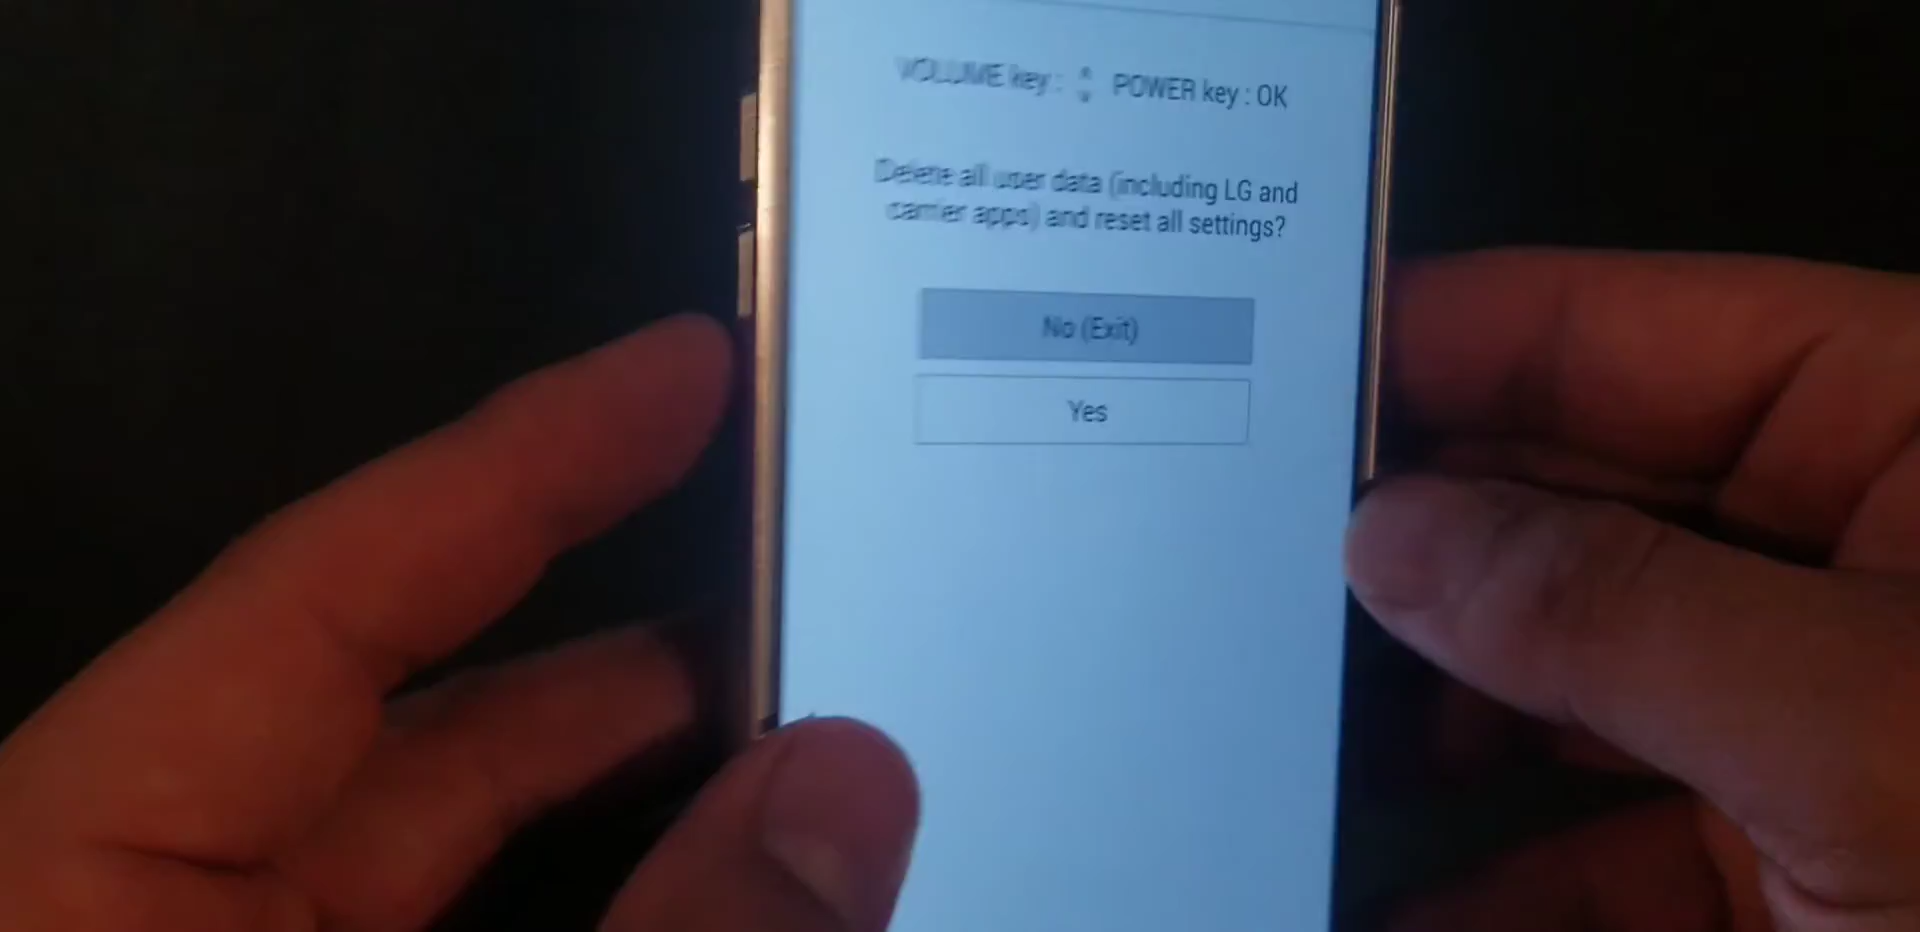 VOLUME key : POWER key : OK
Delete all user data (including LG and
carrier apps) and reset all settings?
No (Exit)
Yes